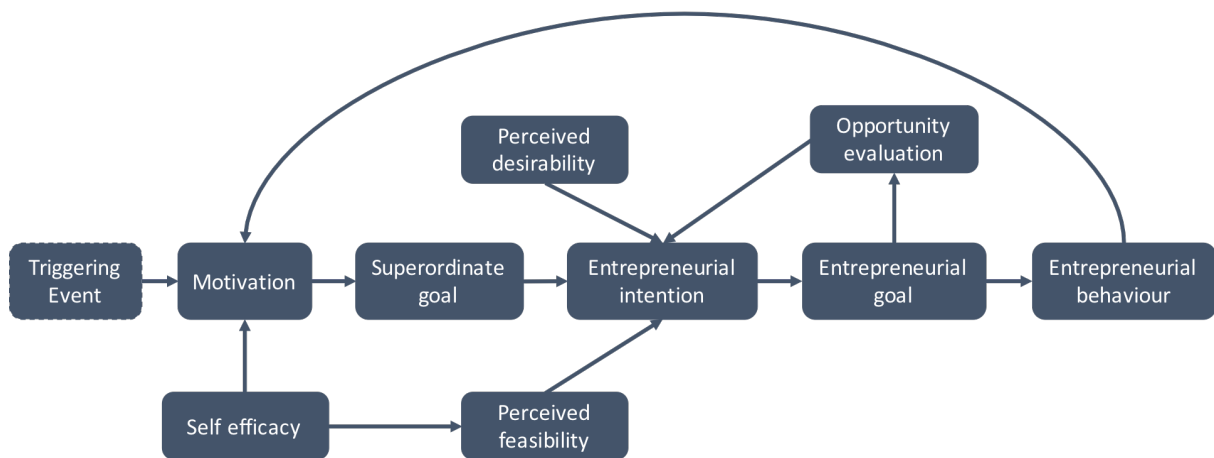 Perceived
desirability
Opportunity
evaluation
Triggering
Event
Motivation
Superordinate
goal
Entrepreneurial
intention
Entrepreneurial
goal
Entrepreneurial
behaviour
Self efficacy
Perceived
feasibility